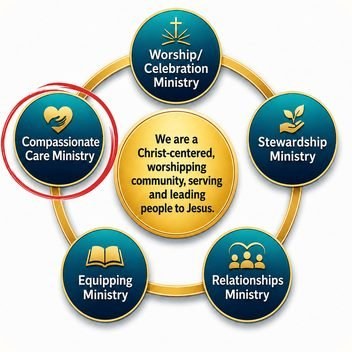 Worship/
Celebration
Ministry
Compassionate
Care Ministry
We are a
Christ-centered,
worshipping
community, serving
and leading
people to Jesus.
Stewardship
Ministry
Equipping
Ministry
Relationships
Ministry